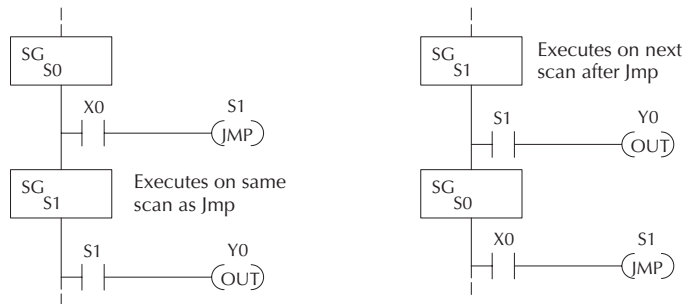 SG
S0
X0
S1
JMP
SG
S1
Executes on same
scan as Jmp
S1
Y0
OUT
SG
S1
Executes on next
scan after Jmp
S1
Y0
OUT
SG
S0
X0
S1
JMP